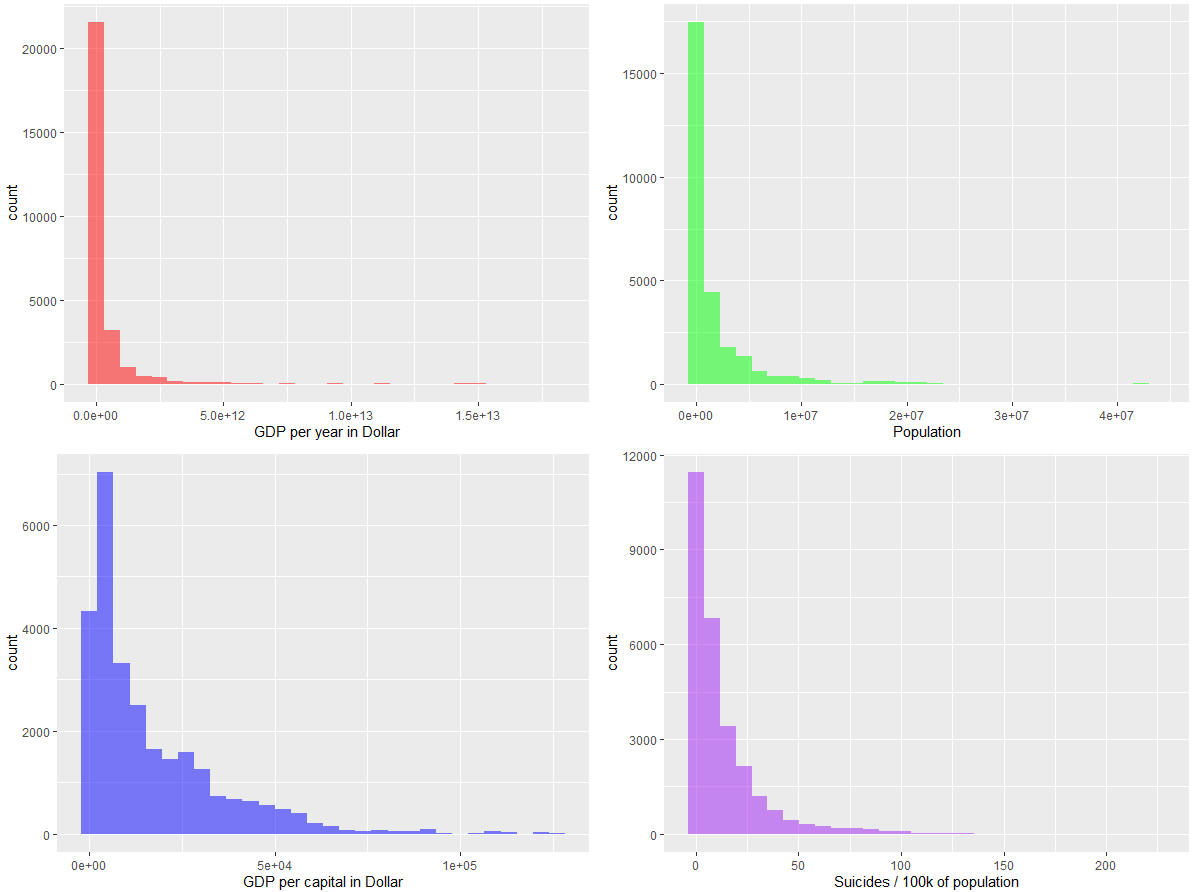 20000
15000
10000
5000
0
count
0.0e+00 5.0e+12 1.0e+13 1.5e+13
GDP per year in Dollar
15000
10000
5000
0
count
0e+00 1e+07 2e+07 3e+07 4e+07
Population
6000
4000
2000
0
count
0e+00 5e+04 1e+05
GDP per capital in Dollar
12000
9000
6000
3000
0
count
0 50 100 150 200
Suicides / 100k of population